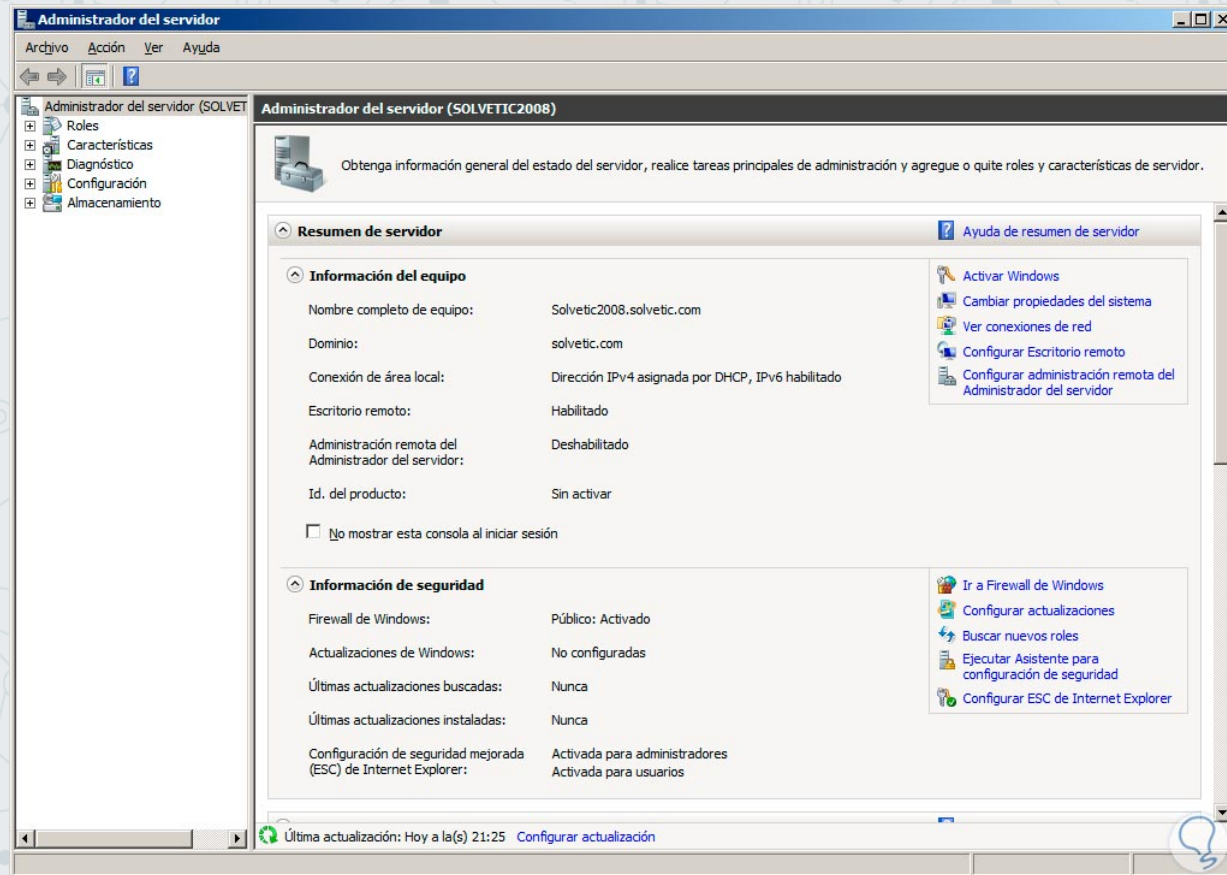 Administrador del servidor
Archivo Acción Ver Ayuda
Administrador del servidor (SOLVET
Roles
Características
Diagnóstico
Configuración
Almacenamiento
Administrador del servidor (SOLVETIC2008)
Obtenga información general del estado del servidor, realice tareas principales de administración y agregue o quite roles y características de servidor.
Resumen de servidor
Ayuda de resumen de servidor
Información del equipo
Nombre completo de equipo: Solvetic2008.solvetic.com
Dominio: solvetic.com
Conexión de área local: Dirección IPv4 asignada por DHCP, IPv6 habilitado
Escritorio remoto: Habilitado
Administración remota del Deshabilitado
Administrador del servidor:
Id. del producto: Sin activar
No mostrar esta consola al iniciar sesión
Activar Windows
Cambiar propiedades del sistema
Ver conexiones de red
Configurar Escritorio remoto
Configurar administración remota del
Administrador del servidor
Información de seguridad
Firewall de Windows: Público: Activado
Actualizaciones de Windows: No configuradas
Últimas actualizaciones buscadas: Nunca
Últimas actualizaciones instaladas: Nunca
Configuración de seguridad mejorada Activada para administradores
(ESC) de Internet Explorer: Activada para usuarios
Ir a Firewall de Windows
Configurar actualizaciones
Buscar nuevos roles
Ejecutar Asistente para
configuración de seguridad
Configurar ESC de Internet Explorer
Última actualización: Hoy a la(s) 21:25 Configurar actualización